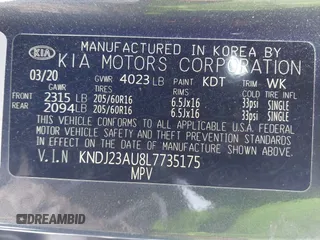 MANUFACTURED IN KOREA BY
KIA KIA MOTORS CORPORATION
03/20 GVWR 4023 LB PAINT KDT TRIM WK
GAWR TIRES RIMS
FRONT 2315 LB 205/60R16 6.5Jx16 33psi SINGLE
REAR 2094 LB 205/60R16 6.5Jx16 33psi SINGLE
THIS VEHICLE CONFORMS TO ALL APPLICABLE
U.S. FEDERAL MOTOR VEHICLE SAFETY AND
THEFT PREVENTION STANDARDS IN EFFECT ON
THE DATE OF MANUFACTURE SHOWN ABOVE.
V.I.N KNDJ23AU8L7735175
MPV
DREAMBID